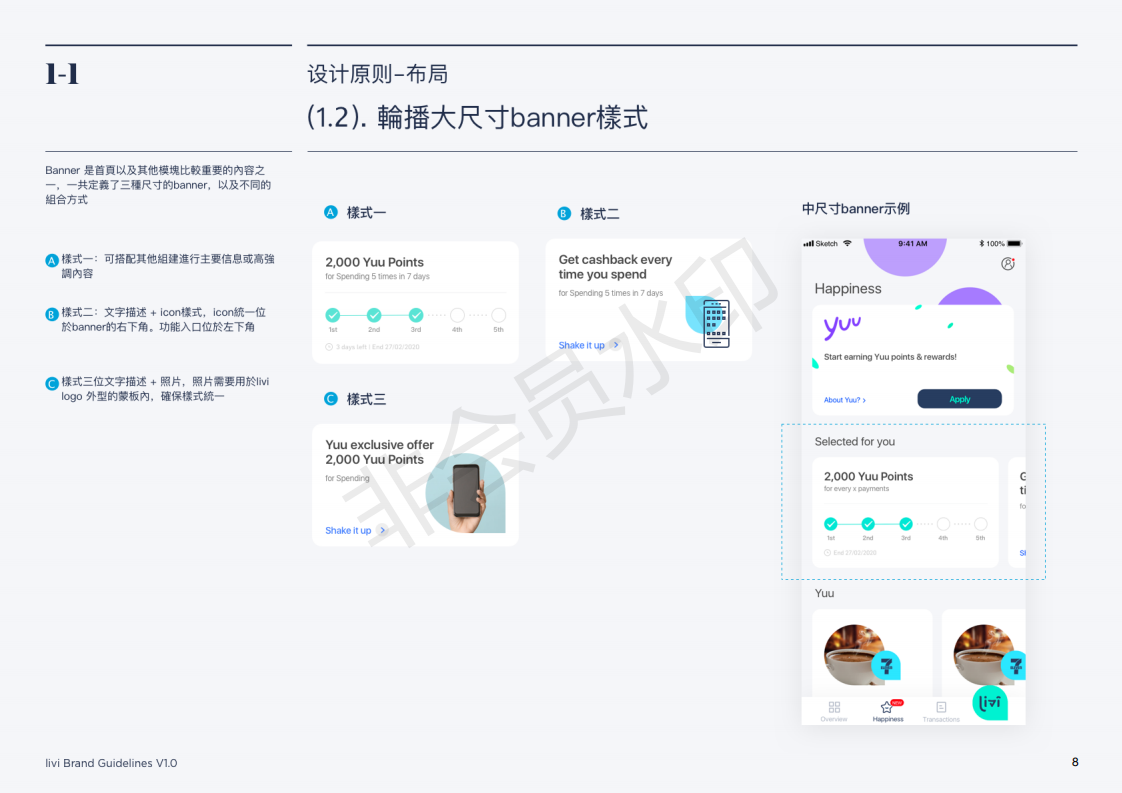 1-1
设计原则-布局
(1.2). 輪播大尺寸banner樣式
Banner 是首頁以及其他模塊比較重要的內容之
一，一共定義了三種尺寸的banner，以及不同的
組合方式
A 樣式一：可搭配其他組建進行主要信息或高強
調內容
B 樣式二：文字描述 + icon樣式，icon統一位
於banner的右下角。功能入口位於左下角
C 樣式三位文字描述 + 照片，照片需要用於livi
logo 外型的蒙板內，確保樣式統一
A 樣式一
2,000 Yuu Points
for Spending 5 times in 7 days
1st 2nd 3rd 4th 5th
3 days left / End 27/02/2020
B 樣式二
Get cashback every
time you spend
for Spending 5 times in 7 days
Shake it up >
C 樣式三
Yuu exclusive offer
2,000 Yuu Points
for Spending
Shake it up >
非会员水印
中尺寸banner示例
Sketch 9:41 AM 100%
Happiness
yuu
Start earning Yuu points & rewards!
About Yuu? > Apply
Selected for you
2,000 Yuu Points
for every x payments
1st 2nd 3rd 4th 5th
End 27/02/2020
G
ti
fo
Sh
Yuu
7
7
NEW
livi
Overview Happiness Transactions
livi Brand Guidelines V1.0
8